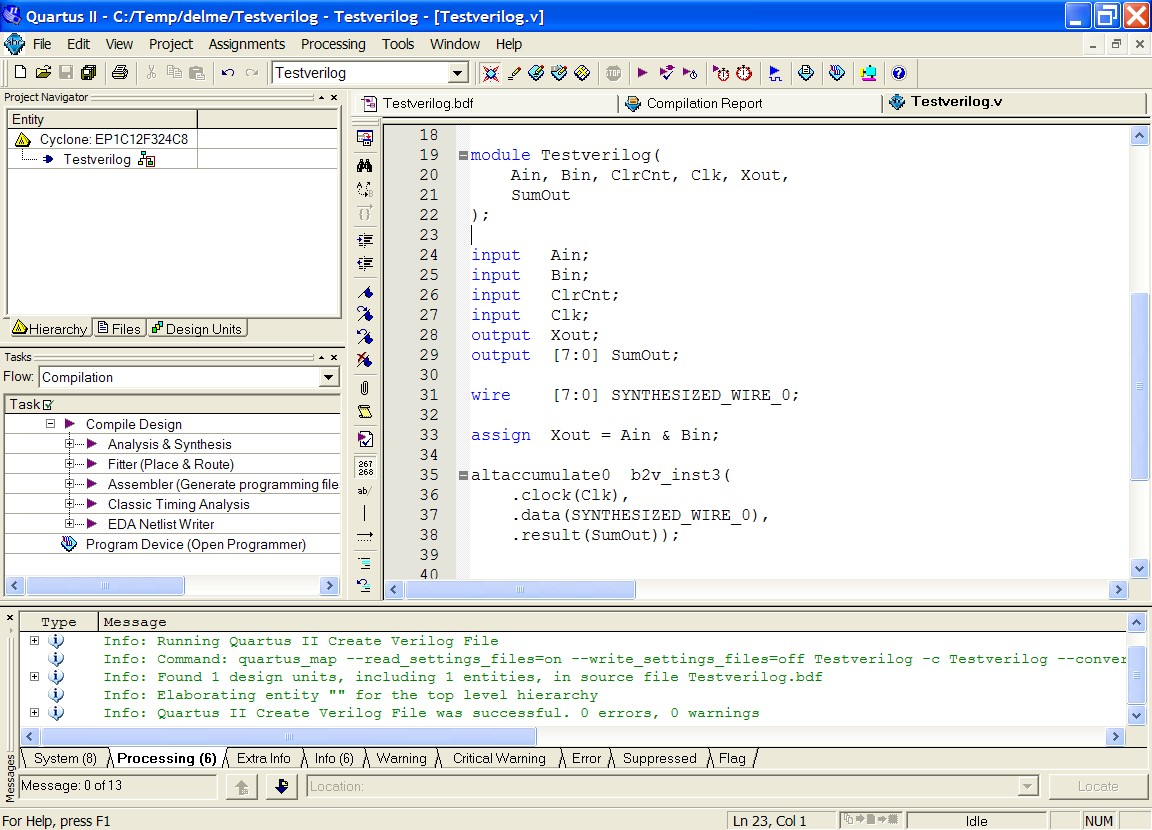 Quartus II - C:/Temp/delme/Testverilog - Testverilog - [Testverilog.v]
File Edit View Project Assignments Processing Tools Window Help
Testverilog
STOP
Project Navigator
Entity
Cyclone: EP1C12F324C8
Testverilog
Hierarchy Files Design Units
Tasks
Flow: Compilation
Task
Compile Design
Analysis & Synthesis
Fitter (Place & Route)
Assembler (Generate programming file
Classic Timing Analysis
EDA Netlist Writer
Program Device (Open Programmer)
Testverilog.bdf Compilation Report Testverilog.v
267
268
ab/
18
19 module Testverilog(
20 Ain, Bin, ClrCnt, Clk, Xout,
21 SumOut
22 );
23
24 input Ain;
25 input Bin;
26 input ClrCnt;
27 input Clk;
28 output Xout;
29 output [7:0] SumOut;
30
31 wire [7:0] SYNTHESIZED_WIRE_0;
32
33 assign Xout = Ain & Bin;
34
35 altaccumulate0 b2v_inst3(
36 .clock(Clk),
37 .data(SYNTHESIZED_WIRE_0),
38 .result(SumOut));
39
40
Type Message
Info: Running Quartus II Create Verilog File
Info: Command: quartus_map --read_settings_files=on --write_settings_files=off Testverilog -c Testverilog --conver
Info: Found 1 design units, including 1 entities, in source file Testverilog.bdf
Info: Elaborating entity "" for the top level hierarchy
Info: Quartus II Create Verilog File was successful. 0 errors, 0 warnings
System (8) Processing (6) Extra Info Info (6) Warning Critical Warning Error Suppressed Flag
Messages
Message: 0 of 13 Location: Locate
For Help, press F1 Ln 23, Col 1 Idle NUM